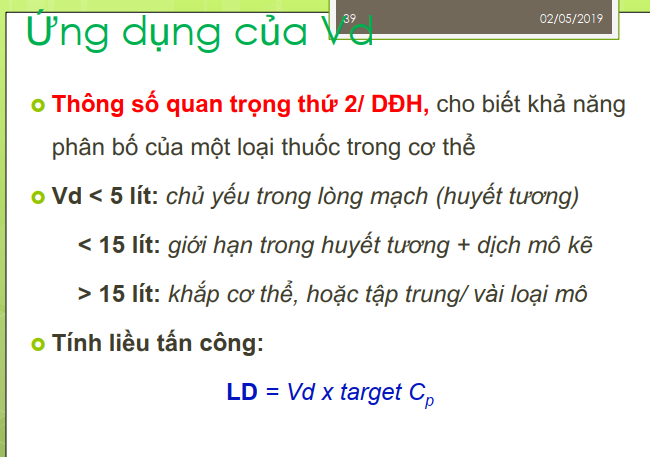 39
02/05/2019
Ứng dụng của Vd
Thông số quan trọng thứ 2/ DĐH, cho biết khả năng
phân bố của một loại thuốc trong cơ thể
Vd < 5 lít: chủ yếu trong lòng mạch (huyết tương)
< 15 lít: giới hạn trong huyết tương + dịch mô kẽ
> 15 lít: khắp cơ thể, hoặc tập trung/ vài loại mô
Tính liều tấn công:
LD = Vd x target Cp